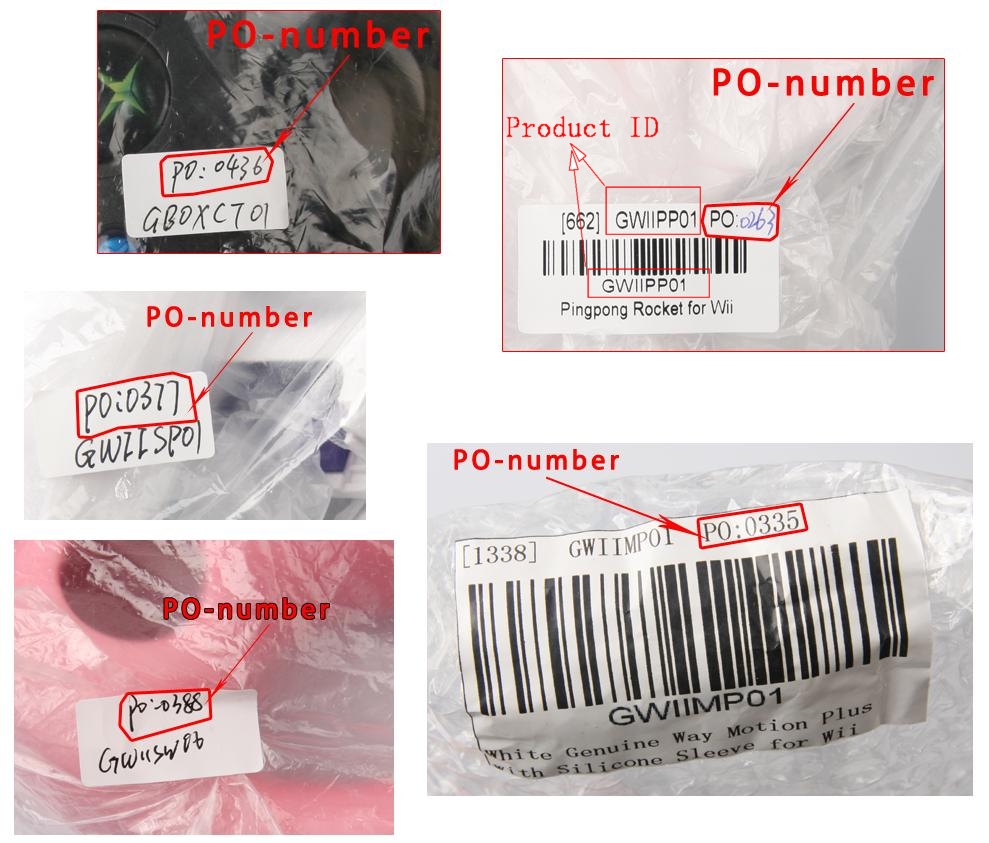 PO-number
PO:0436
GBOXCT01
PO-number
Product ID
[662] GWIIPP01 PO:0263
GWIIPP01
Pingpong Rocket for Wii
PO-number
PO:0377
GWIISP01
PO-number
[1338] GWIIMP01 PO:0335
GWIIMP01
White Genuine Way Motion Plus
With Silicone Sleeve for Wii
PO-number
PO:0388
GWiiSW06